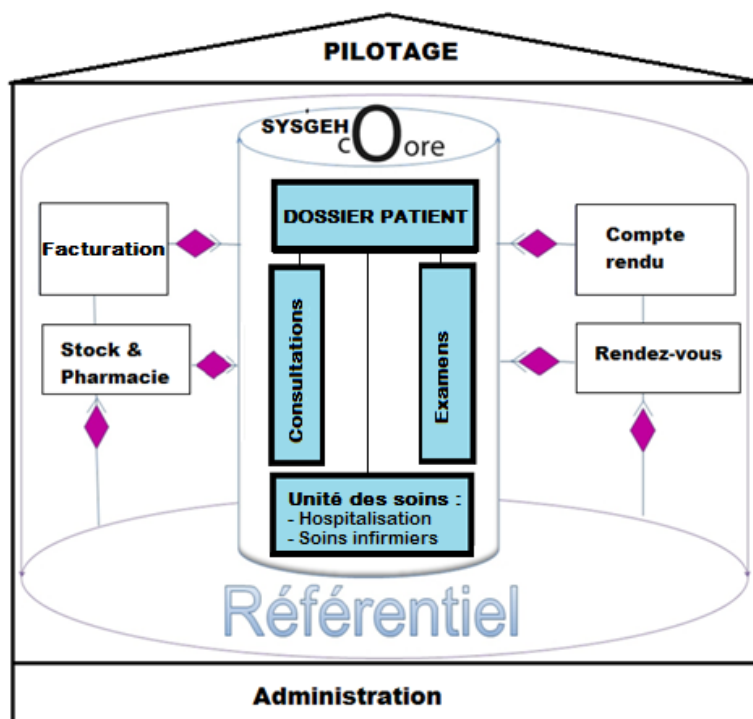 PILOTAGE
SYSGEH
cOore
DOSSIER PATIENT
Facturation
Compte
rendu
Consultations
Examens
Stock &
Pharmacie
Rendez-vous
Unité des soins :
- Hospitalisation
- Soins infirmiers
Référentiel
Administration